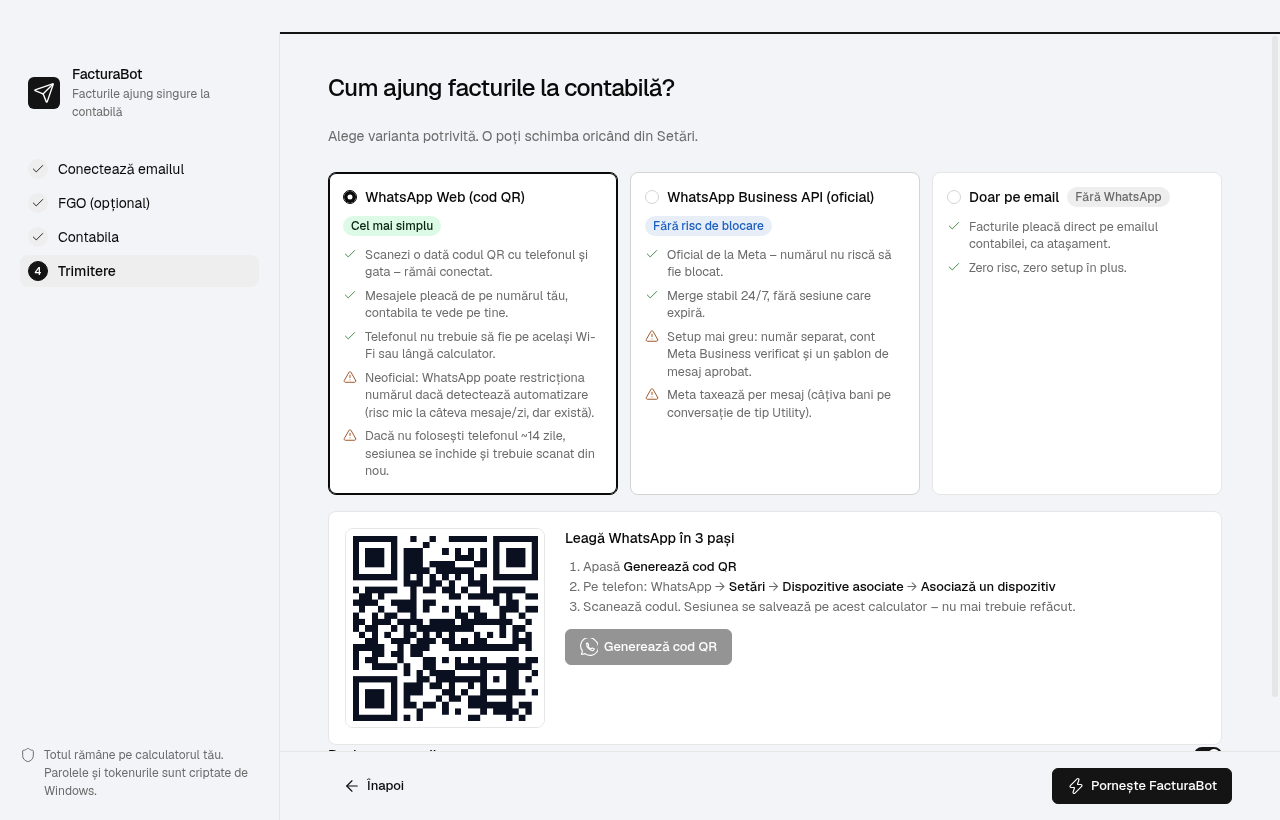 FacturaBot
Facturile ajung singure la
contabilă
Conectează emailul
FGO (opțional)
Contabila
4 Trimitere
Totul rămâne pe calculatorul tău.
Parolele și tokenurile sunt criptate de
Windows.
Cum ajung facturile la contabilă?
Alege varianta potrivită. O poți schimba oricând din Setări.
WhatsApp Web (cod QR)
Cel mai simplu
Scanezi o dată codul QR cu telefonul și
gata – rămâi conectat.
Mesajele pleacă de pe numărul tău,
contabila te vede pe tine.
Telefonul nu trebuie să fie pe același Wi-
Fi sau lângă calculator.
Neoficial: WhatsApp poate restricționa
numărul dacă detectează automatizare
(risc mic la câteva mesaje/zi, dar există).
Dacă nu folosești telefonul ~14 zile,
sesiunea se închide și trebuie scanat din
nou.
WhatsApp Business API (oficial)
Fără risc de blocare
Oficial de la Meta – numărul nu riscă să
fie blocat.
Merge stabil 24/7, fără sesiune care
expiră.
Setup mai greu: număr separat, cont
Meta Business verificat și un șablon de
mesaj aprobat.
Meta taxează per mesaj (câțiva bani pe
conversație de tip Utility).
Doar pe email Fără WhatsApp
Facturile pleacă direct pe emailul
contabilei, ca atașament.
Zero risc, zero setup în plus.
Leagă WhatsApp în 3 pași
1. Apasă Generează cod QR
2. Pe telefon: WhatsApp → Setări → Dispozitive asociate → Asociază un dispozitiv
3. Scanează codul. Sesiunea se salvează pe acest calculator – nu mai trebuie refăcut.
Generează cod QR
Înapoi
Pornește FacturaBot